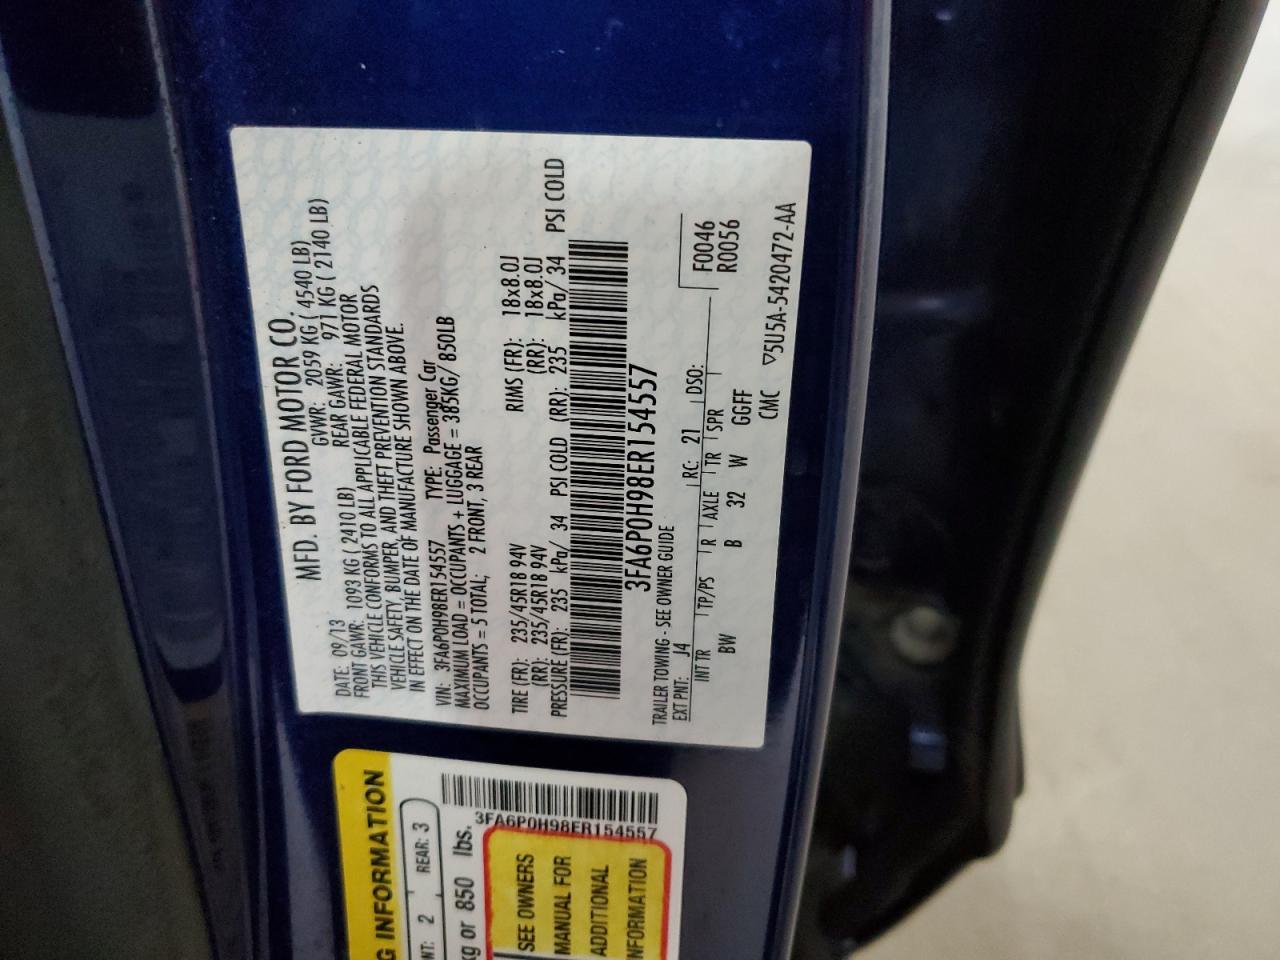 MFD. BY FORD MOTOR CO.
DATE: 09/13 GVWR: 2059 KG ( 4540 LB)
FRONT GAWR: 1093 KG ( 2410 LB) REAR GAWR: 971 KG ( 2140 LB)
THIS VEHICLE CONFORMS TO ALL APPLICABLE FEDERAL MOTOR
VEHICLE SAFETY, BUMPER, AND THEFT PREVENTION STANDARDS
IN EFFECT ON THE DATE OF MANUFACTURE SHOWN ABOVE.
VIN: 3FA6P0H98ER154557 TYPE: Passenger Car
MAXIMUM LOAD = OCCUPANTS + LUGGAGE = 385KG/ 850LB
OCCUPANTS = 5 TOTAL; 2 FRONT, 3 REAR
TIRE (FR): 235/45R18 94V RIMS (FR): 18x8.0J
(RR): 235/45R18 94V (RR): 18x8.0J
PRESSURE (FR): 235 kPa/ 34 PSI COLD (RR): 235 kPa/ 34 PSI COLD
3FA6P0H98ER154557
TRAILER TOWING - SEE OWNER GUIDE
EXT PNT: J4 RC: 21 DSO:
F0046
R0056
INT TR TP/PS R AXLE TR SPR
BW B 32 W GGFF
CMC ▽5U5A-5420472-AA
G INFORMATION
NT: 2 REAR: 3
kg or 850 lbs.
3FA6P0H98ER154557
SEE OWNERS
MANUAL FOR
ADDITIONAL
NFORMATION